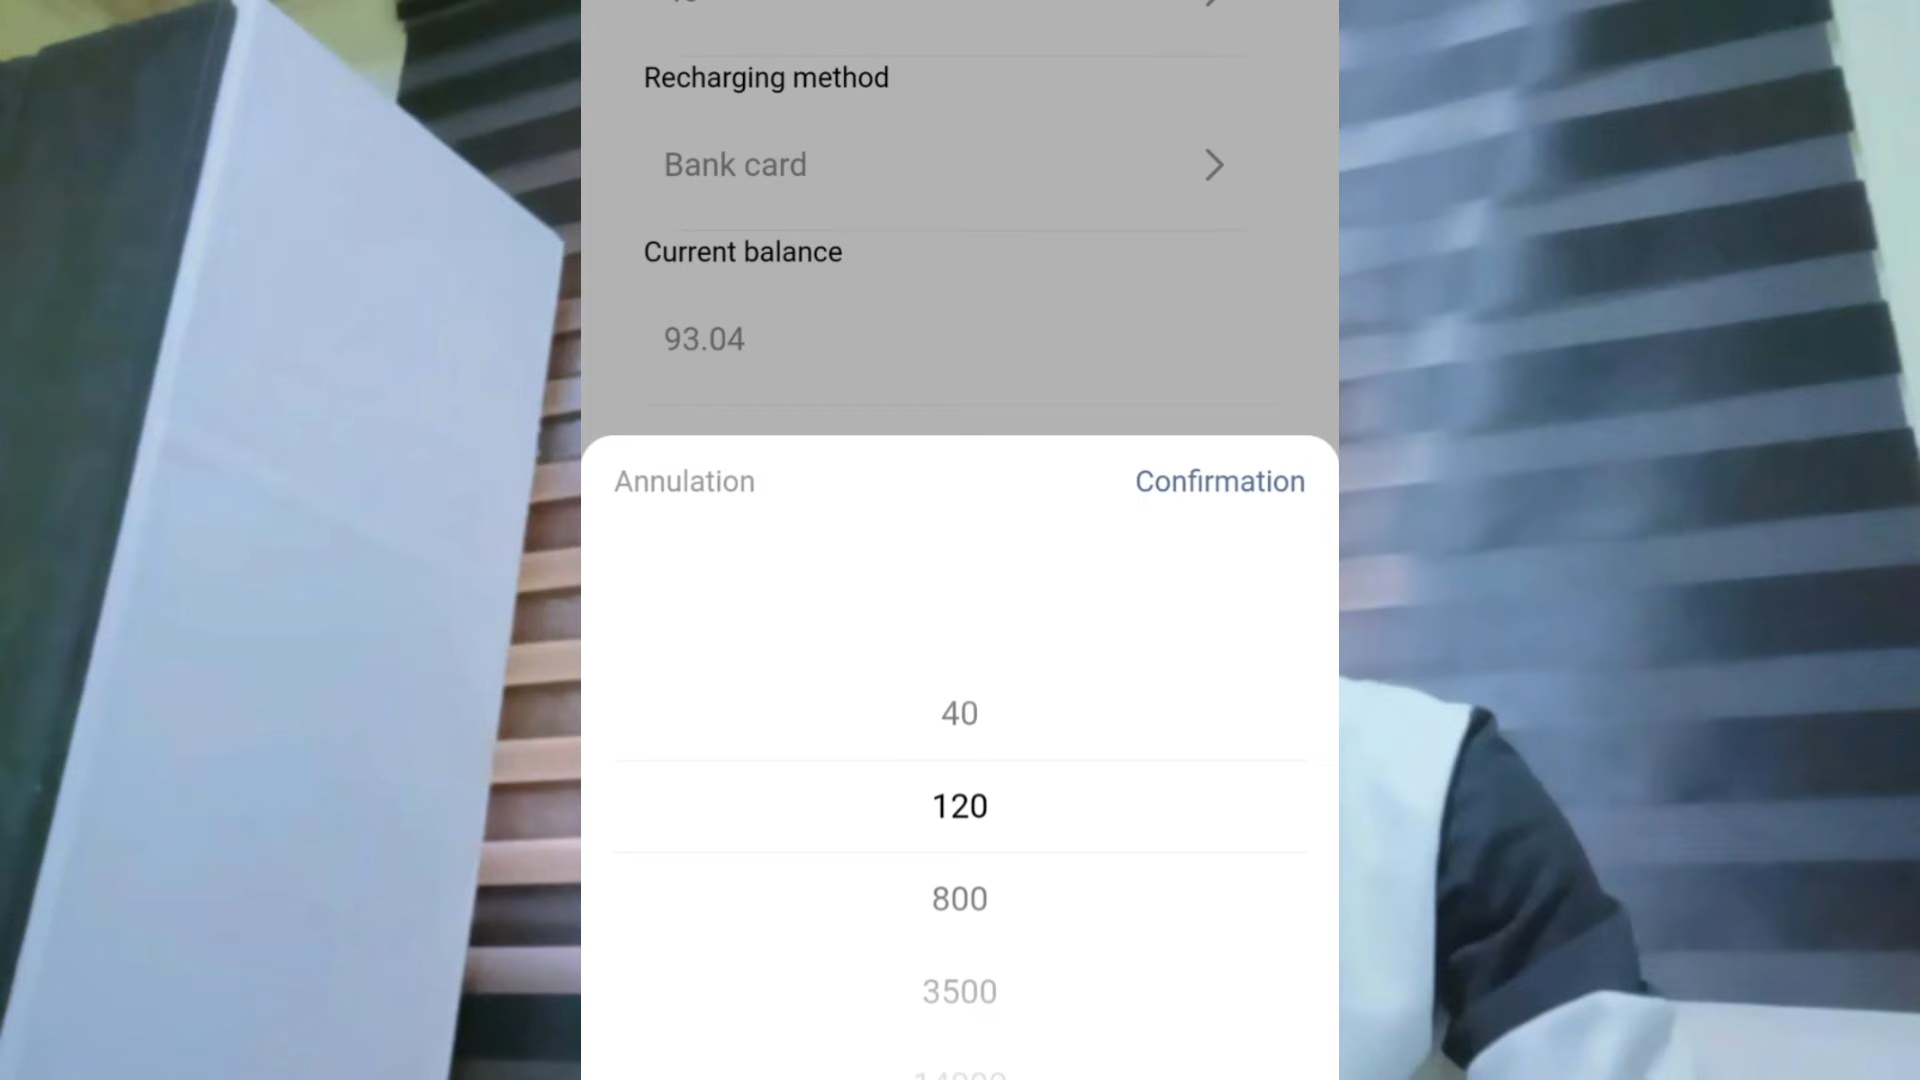 Recharging method
Bank card
Current balance
93.04
Annulation
Confirmation
40
120
800
3500